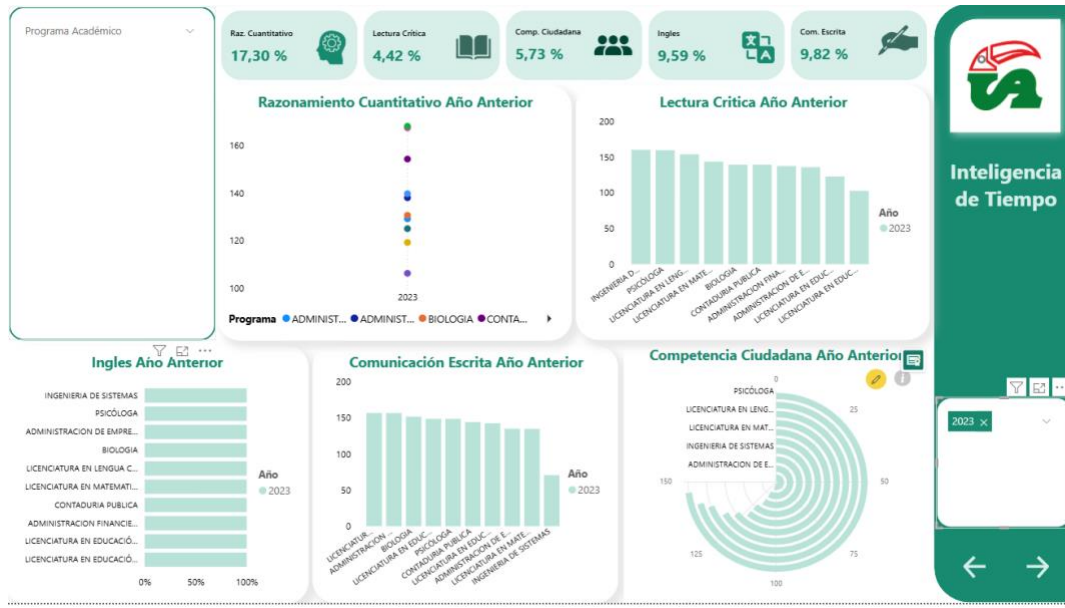 Programa Académico
Raz. Cuantitativo
17,30 %
Lectura Crítica
4,42 %
Comp. Ciudadana
5,73 %
Ingles
9,59 %
Com. Escrita
9,82 %
Inteligencia
de Tiempo
Razonamiento Cuantitativo Año Anterior
160
140
120
100
2023
Programa ADMINIST... ADMINIST... BIOLOGIA CONTA...
Lectura Critica Año Anterior
200
150
100
50
0
INGENIERIA D...
PSICÓLOGA
LICENCIATURA EN LENG...
LICENCIATURA EN MATE...
BIOLOGIA
CONTADURIA PUBLICA
ADMINISTRACION FINA...
ADMINISTRACION DE E...
LICENCIATURA EN EDUC...
LICENCIATURA EN EDUC...
Año
2023
Ingles Año Anterior
INGENIERIA DE SISTEMAS
PSICÓLOGA
ADMINISTRACION DE EMPRE...
BIOLOGIA
LICENCIATURA EN LENGUA C...
LICENCIATURA EN MATEMATI...
CONTADURIA PUBLICA
ADMINISTRACION FINANCIE...
LICENCIATURA EN EDUCACIÓ...
LICENCIATURA EN EDUCACIÓ...
0% 50% 100%
Año
2023
Comunicación Escrita Año Anterior
200
150
100
50
0
LICENCIATUR...
ADMINISTRACION ...
BIOLOGIA
LICENCIATURA EN EDUC...
PSICÓLOGA
CONTADURIA PUBLICA
LICENCIATURA EN EDUC...
ADMINISTRACION DE E...
LICENCIATURA EN MATE...
INGENIERIA DE SISTEMAS
Año
2023
Competencia Ciudadana Año Anterior
PSICÓLOGA
LICENCIATURA EN LENG...
LICENCIATURA EN MAT...
INGENIERIA DE SISTEMAS
ADMINISTRACION DE E...
0
25
50
75
100
125
150
2023